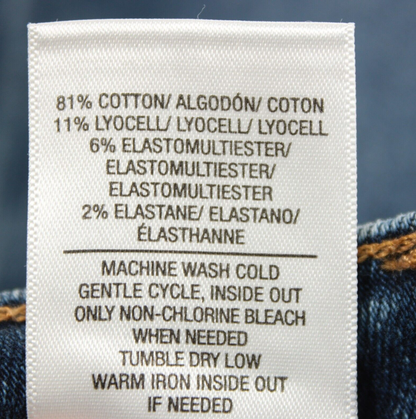 81% COTTON/ ALGODÓN/ COTON
11% LYOCELL/ LYOCELL/ LYOCELL
6% ELASTOMULTIESTER/
ELASTOMULTIESTER/
ELASTOMULTIESTER
2% ELASTANE/ ELASTANO/
ÉLASTHANNE
MACHINE WASH COLD
GENTLE CYCLE, INSIDE OUT
ONLY NON-CHLORINE BLEACH
WHEN NEEDED
TUMBLE DRY LOW
WARM IRON INSIDE OUT
IF NEEDED